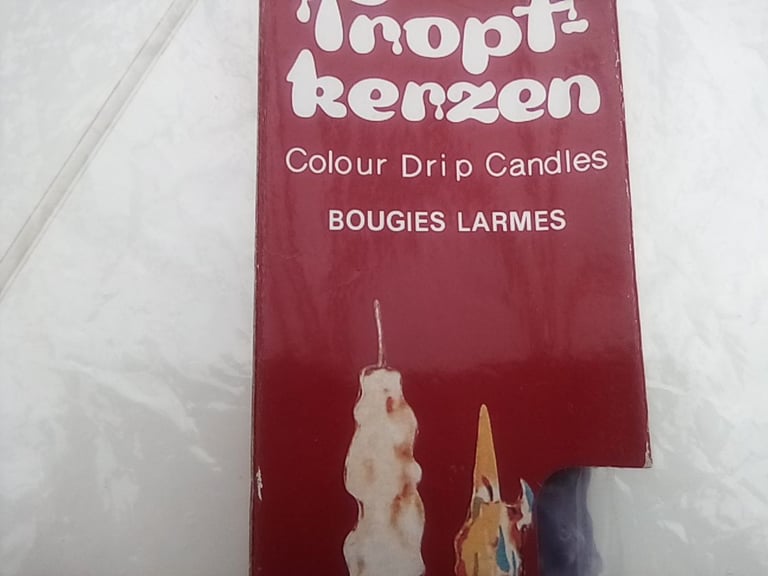 Tropf-
kerzen
Colour Drip Candles
BOUGIES LARMES